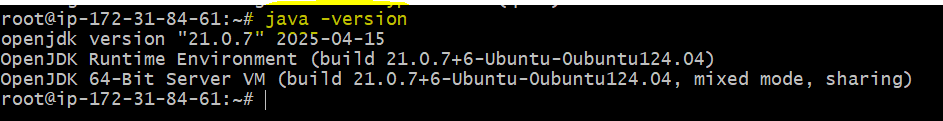 root@ip-172-31-84-61:~# java -version
openjdk version "21.0.7" 2025-04-15
OpenJDK Runtime Environment (build 21.0.7+6-Ubuntu-0ubuntu124.04)
OpenJDK 64-Bit Server VM (build 21.0.7+6-Ubuntu-0ubuntu124.04, mixed mode, sharing)
root@ip-172-31-84-61:~#